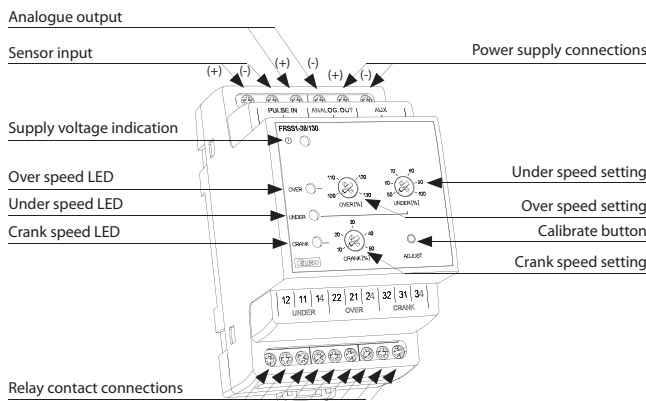 Analogue output
Sensor input
Power supply connections
(+) (-) (+) (-) (+) (-)
PULSE IN ANALOG.OUT AUX
FRSS1-38/130
Supply voltage indication
Over speed LED
Under speed LED
Crank speed LED
OVER
UNDER
CRANK
110 120
100 130
OVER[%]
70 80
60 90
50 100
UNDER[%]
30
20 40
10 50
CRANK[%]
ADJUST
Under speed setting
Over speed setting
Calibrate button
Crank speed setting
12 11 14 22 21 24 32 31 34
UNDER OVER CRANK
Relay contact connections